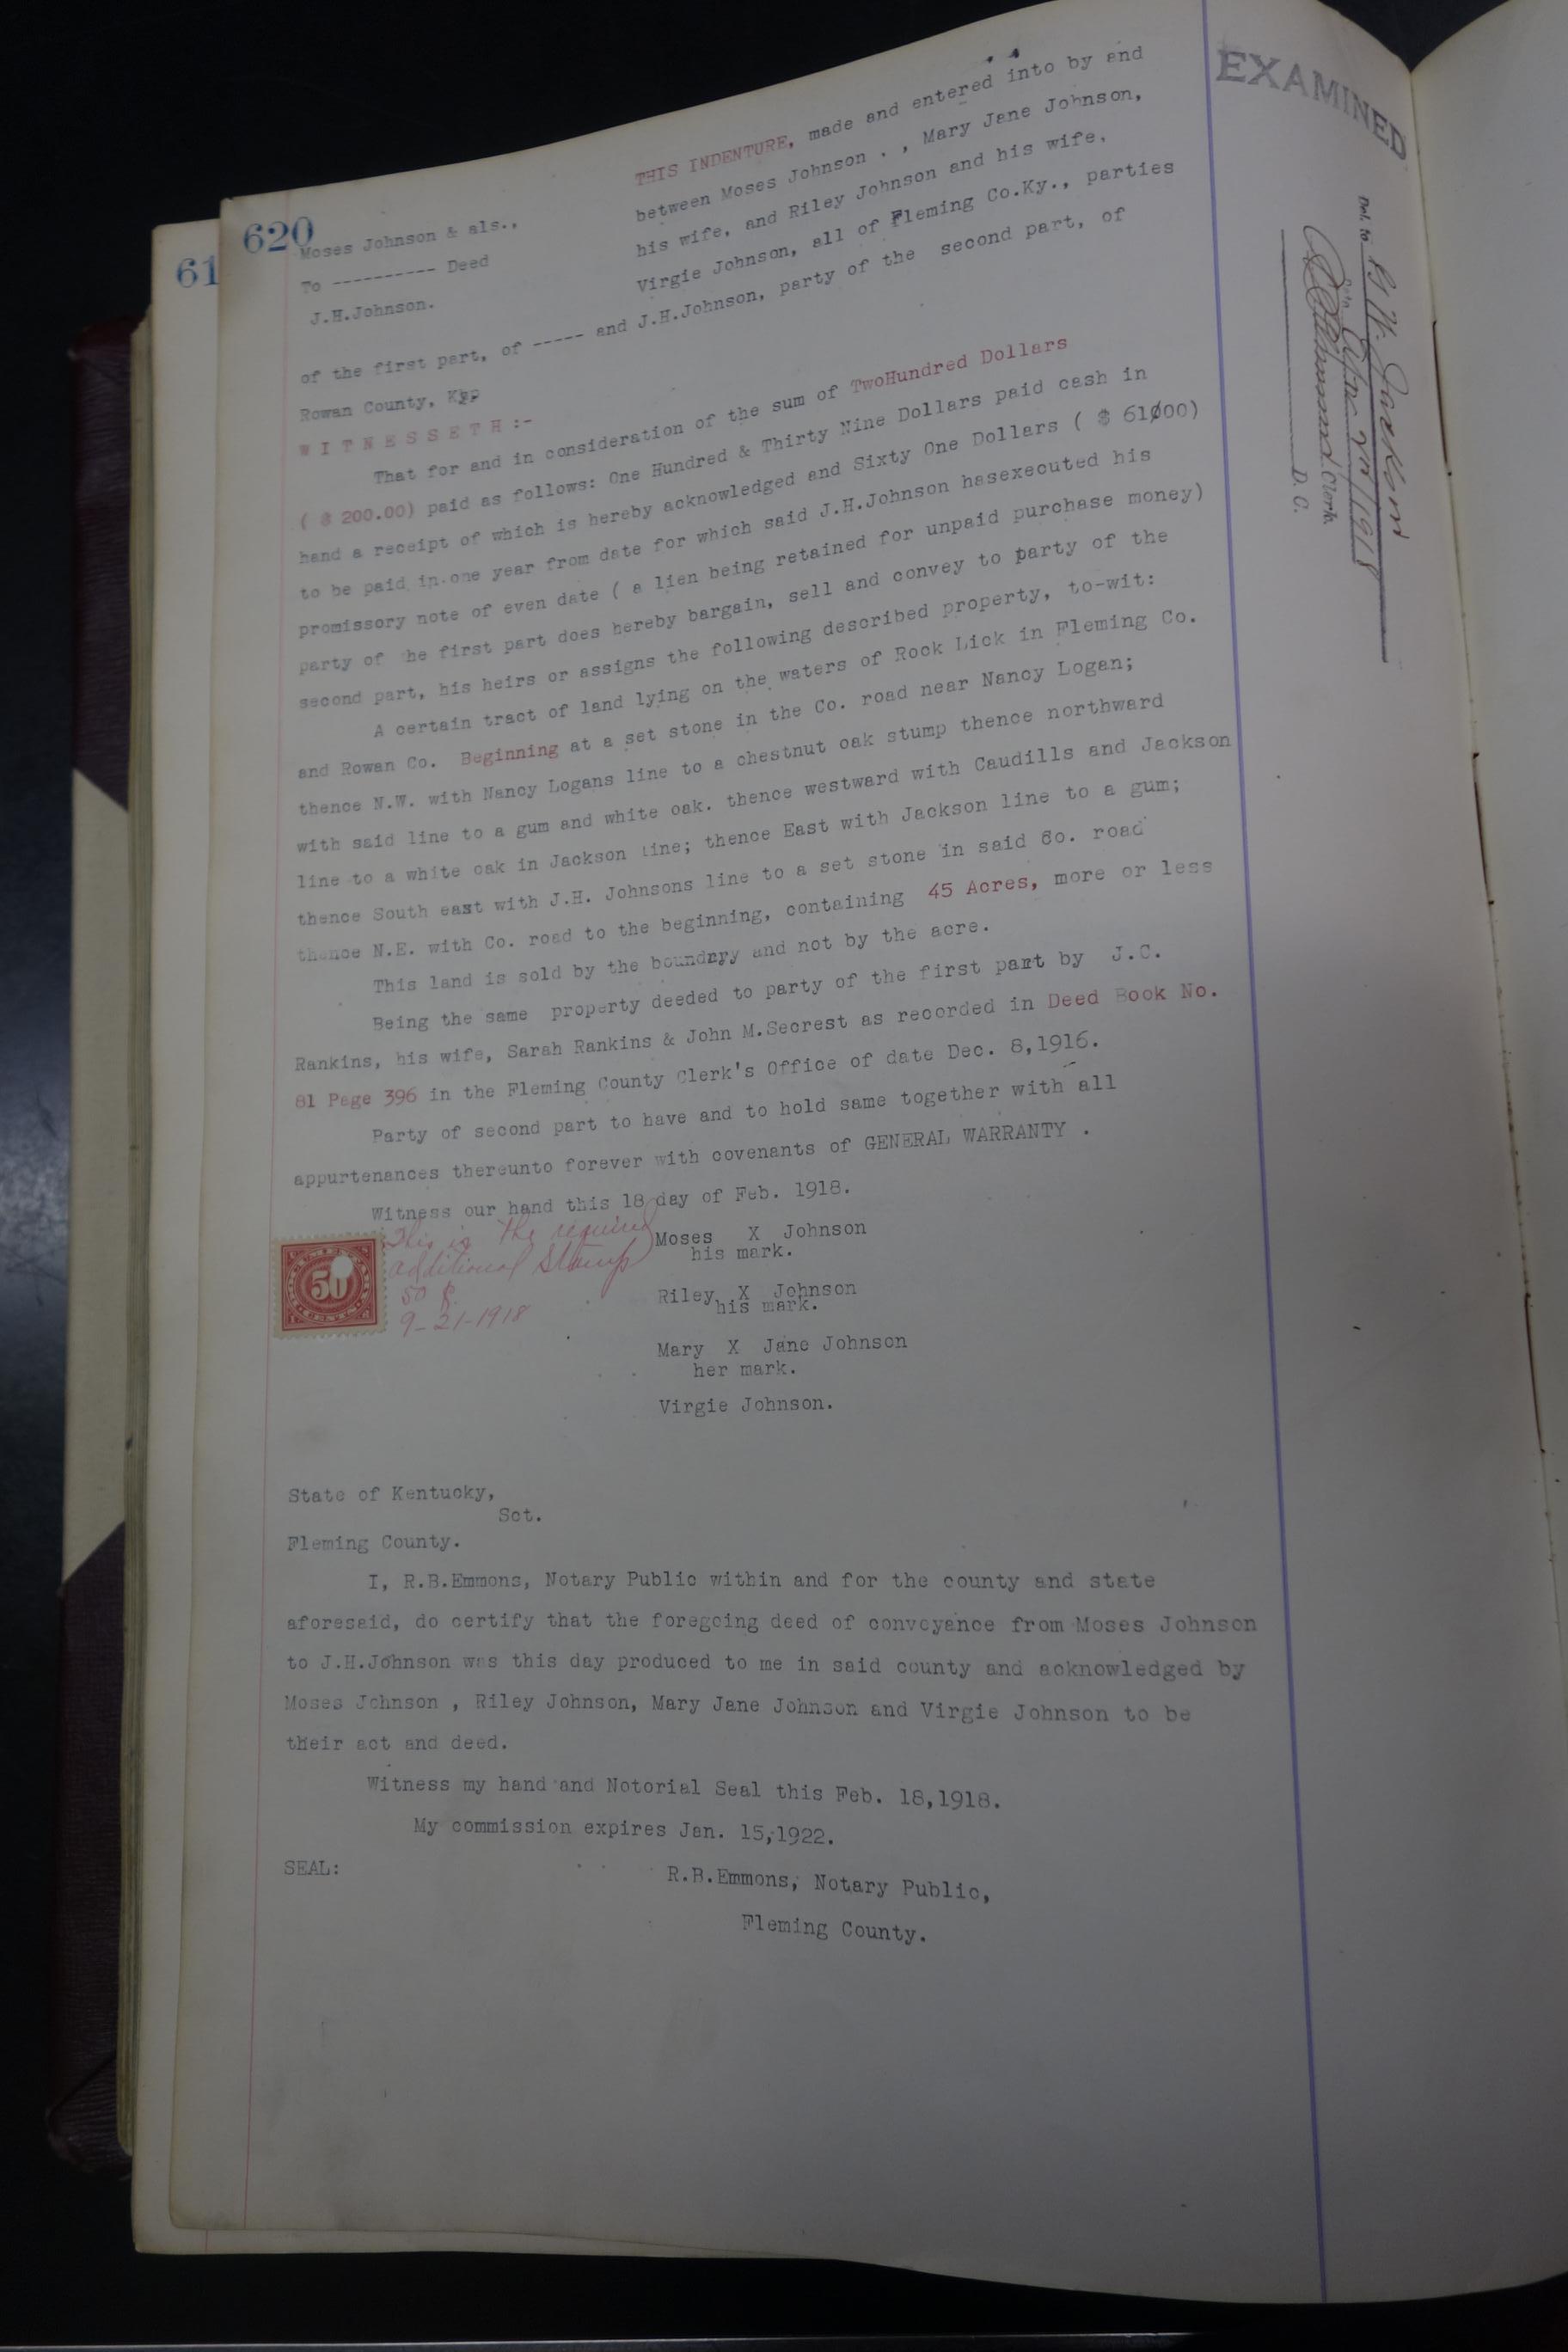 61
620
EXAMINED
Moses Johnson & als.,
To ---------- Deed
J.H.Johnson.
THIS INDENTURE, made and entered into by and
between Moses Johnson . , Mary Jane Johnson,
his wife, and Riley Johnson and his wife,
Virgie Johnson, all of Fleming Co.Ky., parties
of the first part, of ----- and J.H.Johnson, party of the second part, of
Rowan County, Ky
WITNESSETH:-
That for and in consideration of the sum of TwoHundred Dollars
( $ 200.00) paid as follows: One Hundred & Thirty Nine Dollars paid cash in
hand a receipt of which is hereby acknowledged and Sixty One Dollars ( $ 61000)
to be paid in one year from date for which said J.H.Johnson hasexecuted his
promissory note of even date ( a lien being retained for unpaid purchase money)
party of he first part does hereby bargain, sell and convey to party of the
second part, his heirs or assigns the following described property, to-wit:
A certain tract of land lying on the waters of Rock Lick in Fleming Co.
and Rowan Co. Beginning at a set stone in the Co. road near Nancy Logan;
thence N.W. with Nancy Logans line to a chestnut oak stump thence northward
with said line to a gum and white oak. thence westward with Caudills and Jackson
line to a white oak in Jackson line; thence East with Jackson line to a gum;
thence South east with J.H. Johnsons line to a set stone in said 6o. road
thence N.E. with Co. road to the beginning, containing 45 Acres, more or less
This land is sold by the boundry and not by the acre.
Being the same property deeded to party of the first part by J.C.
Rankins, his wife, Sarah Rankins & John M.Secrest as recorded in Deed Book No.
81 Page 396 in the Fleming County Clerk's Office of date Dec. 8,1916.
Party of second part to have and to hold same together with all
appurtenances thereunto forever with covenants of GENERAL WARRANTY .
Witness our hand this 18 day of Feb. 1918.
This is the required
additional Stamp
50 ¢
9-21-1918
50
CENTS
Moses X Johnson
his mark.
Riley X Johnson
his mark.
Mary X Jane Johnson
her mark.
Virgie Johnson.
State of Kentucky,
Sct.
Fleming County.
I, R.B.Emmons, Notary Public within and for the county and state
aforesaid, do certify that the foregoing deed of conveyance from Moses Johnson
to J.H.Johnson was this day produced to me in said county and acknowledged by
Moses Johnson , Riley Johnson, Mary Jane Johnson and Virgie Johnson to be
their act and deed.
Witness my hand and Notorial Seal this Feb. 18,1918.
My commission expires Jan. 15,1922.
SEAL:
R.B.Emmons, Notary Public,
Fleming County.
Del. to
Date 1918
Clerk
D. C.